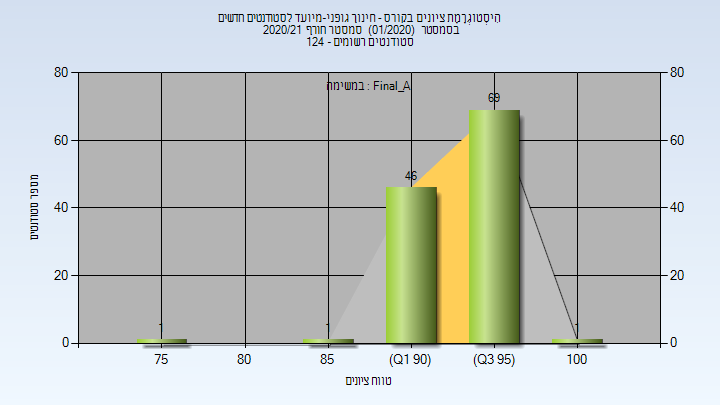 הִיסְטוֹגְרָמַת ציונים בקורס - חינוך גופני-מיועד לסטודנטים חדשים
בסמסטר (01/2020) סמסטר חורף 2020/21
סטודנטים רשומים - 124
במשימה : Final_A
80
60
40
20
0
80
60
40
20
0
מספר סטודנטים
1
1
46
69
1
75
80
85
(Q1 90)
(Q3 95)
100
טווח ציונים